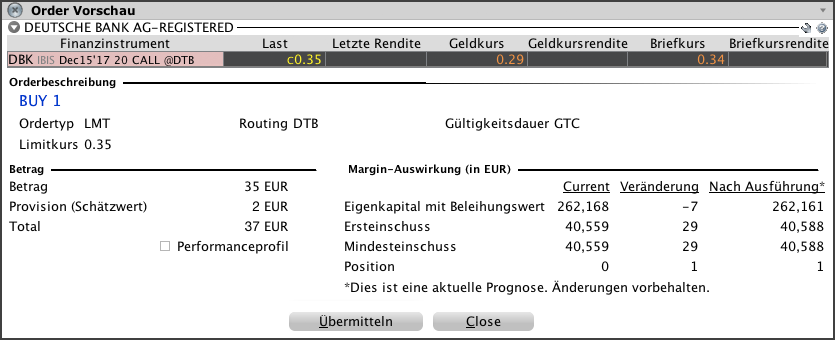 Order Vorschau
DEUTSCHE BANK AG-REGISTERED
Finanzinstrument Last Letzte Rendite Geldkurs Geldkursrendite Briefkurs Briefkursrendite
DBK IBIS Dec15'17 20 CALL @DTB c0.35 0.29 0.34
Orderbeschreibung
BUY 1
Ordertyp LMT Routing DTB Gültigkeitsdauer GTC
Limitkurs 0.35
Betrag Margin-Auswirkung (in EUR)
Current Veränderung Nach Ausführung*
Betrag 35 EUR
Provision (Schätzwert) 2 EUR
Total 37 EUR
Performanceprofil
Eigenkapital mit Beleihungswert 262,168 -7 262,161
Ersteinschuss 40,559 29 40,588
Mindesteinschuss 40,559 29 40,588
Position 0 1 1
*Dies ist eine aktuelle Prognose. Änderungen vorbehalten.
Übermitteln Close